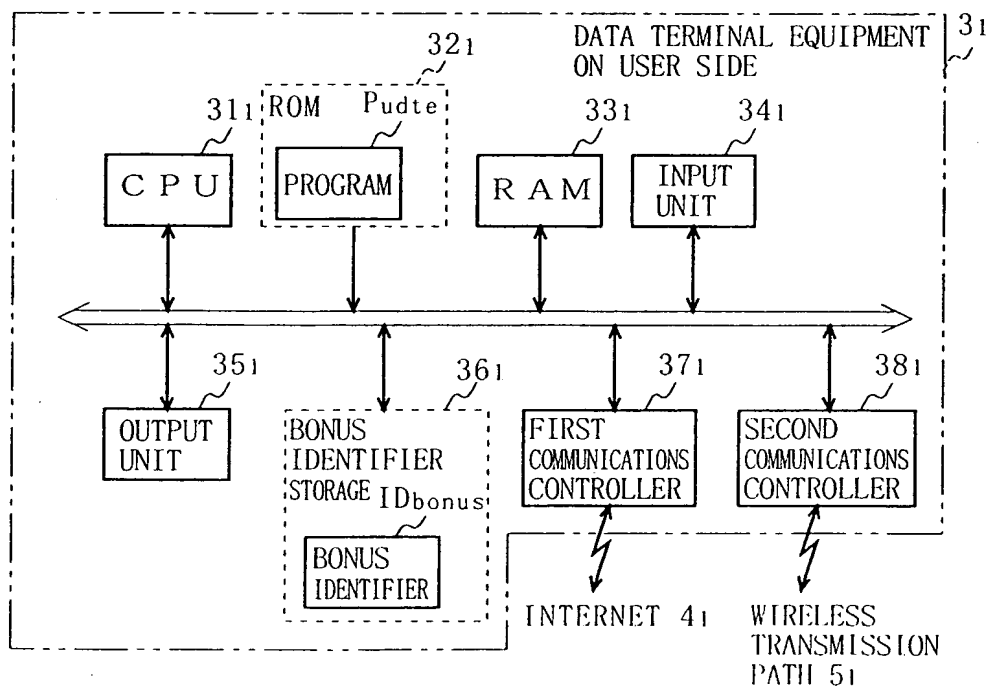 DATA TERMINAL EQUIPMENT
ON USER SIDE
31
311
CPU
321
ROM
Pudte
PROGRAM
331
RAM
341
INPUT
UNIT
351
OUTPUT
UNIT
361
BONUS
IDENTIFIER
STORAGE
IDbonus
BONUS
IDENTIFIER
371
FIRST
COMMUNICATIONS
CONTROLLER
381
SECOND
COMMUNICATIONS
CONTROLLER
INTERNET 41
WIRELESS
TRANSMISSION
PATH 51